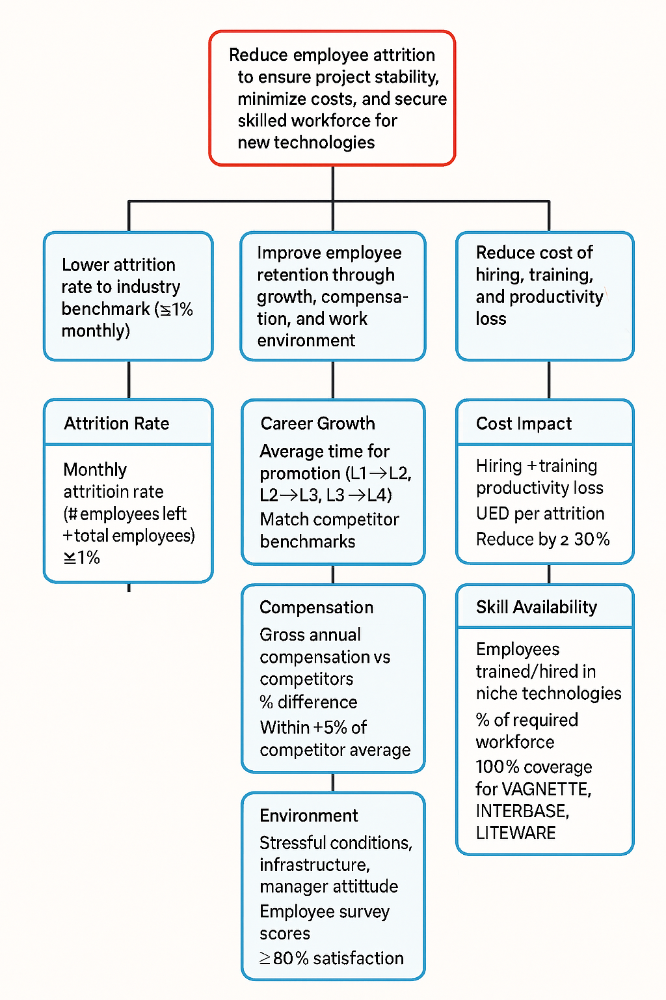 Reduce employee attrition
to ensure project stability,
minimize costs, and secure
skilled workforce for
new technologies
Lower attrition
rate to industry
benchmark (≦1%
monthly)
Improve employee
retention through
growth, compensa-
tion, and work
environment
Reduce cost of
hiring, training,
and productivity
loss
Attrition Rate
Monthly
attritioin rate
(# employees left
+total employees)
≚1%
Career Growth
Average time for
promotion (L1→L2,
L2→L3, L3→L4)
Match competitor
benchmarks
Compensation
Gross annual
compensation vs
competitors
% difference
Within +5% of
competitor average
Environment
Stressful conditions,
infrastructure,
manager attittude
Employee survey
scores
≥80% satisfaction
Cost Impact
Hiring +training
productivity loss
UED per attrition
Reduce by 2 30%
Skill Availability
Employees
trained/hired in
niche technologies
% of required
workforce
100% coverage
for VAGNETTE,
INTERBASE,
LITEWARE